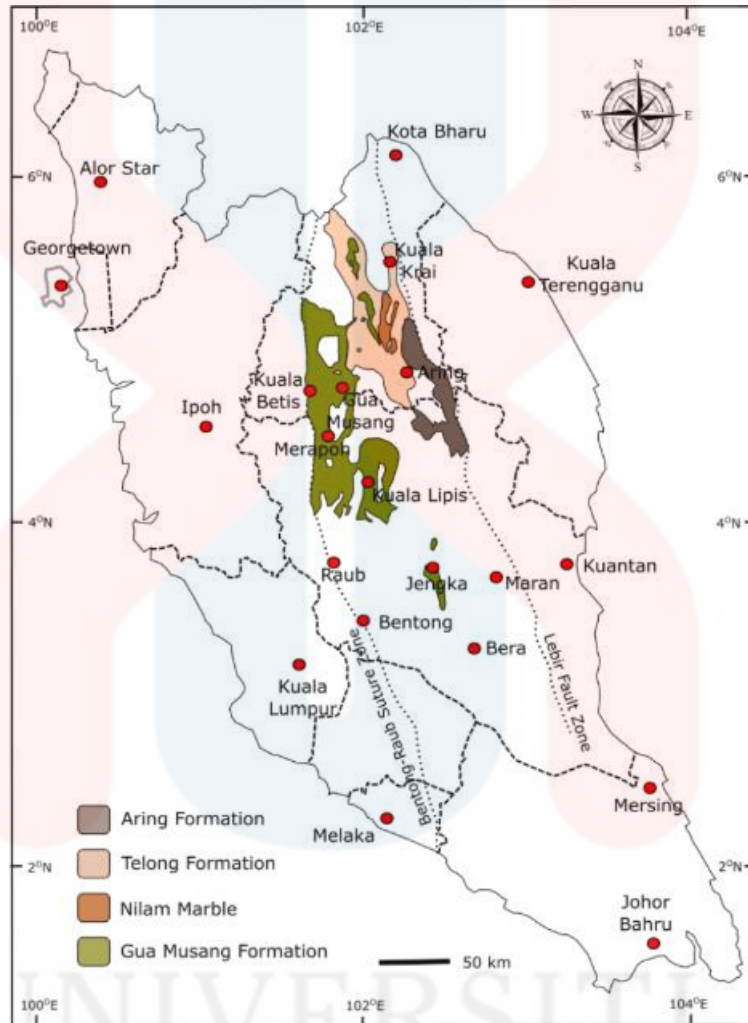 100°E
102°E
104°E
N
W
E
S
Kota Bharu
6°N
6°N
Alor Star
Georgetown
Kuala
Krai
Kuala
Terengganu
Aring
Kuala
Betis
Gua
Musang
Ipoh
Merapoh
Kuala Lipis
4°N
4°N
Raub
Jengka
Maran
Kuantan
Bentong
Bera
Kuala
Lumpur
Bentong-Raub Suture Zone
Lebir Fault Zone
Mersing
Melaka
Aring Formation
Telong Formation
Nilam Marble
Gua Musang Formation
2°N
2°N
Johor
Bahru
50 km
100°E
102°E
104°E
UNIVERSITI